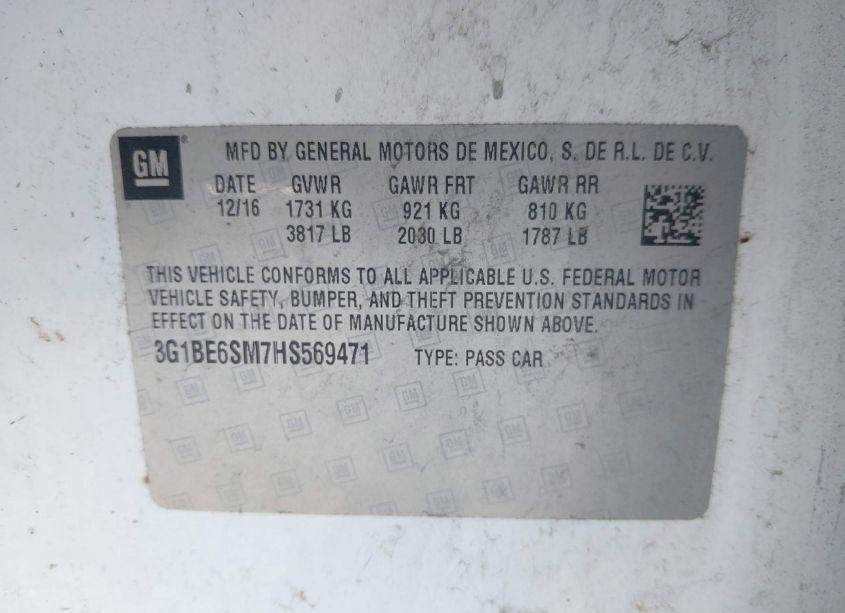 GM
MFD BY GENERAL MOTORS DE MEXICO, S. DE R.L. DE C.V.
DATE GVWR GAWR FRT GAWR RR
12/16 1731 KG 921 KG 810 KG
3817 LB 2030 LB 1787 LB
THIS VEHICLE CONFORMS TO ALL APPLICABLE U.S. FEDERAL MOTOR
VEHICLE SAFETY, BUMPER, AND THEFT PREVENTION STANDARDS IN
EFFECT ON THE DATE OF MANUFACTURE SHOWN ABOVE.
3G1BE6SM7HS569471 TYPE: PASS CAR